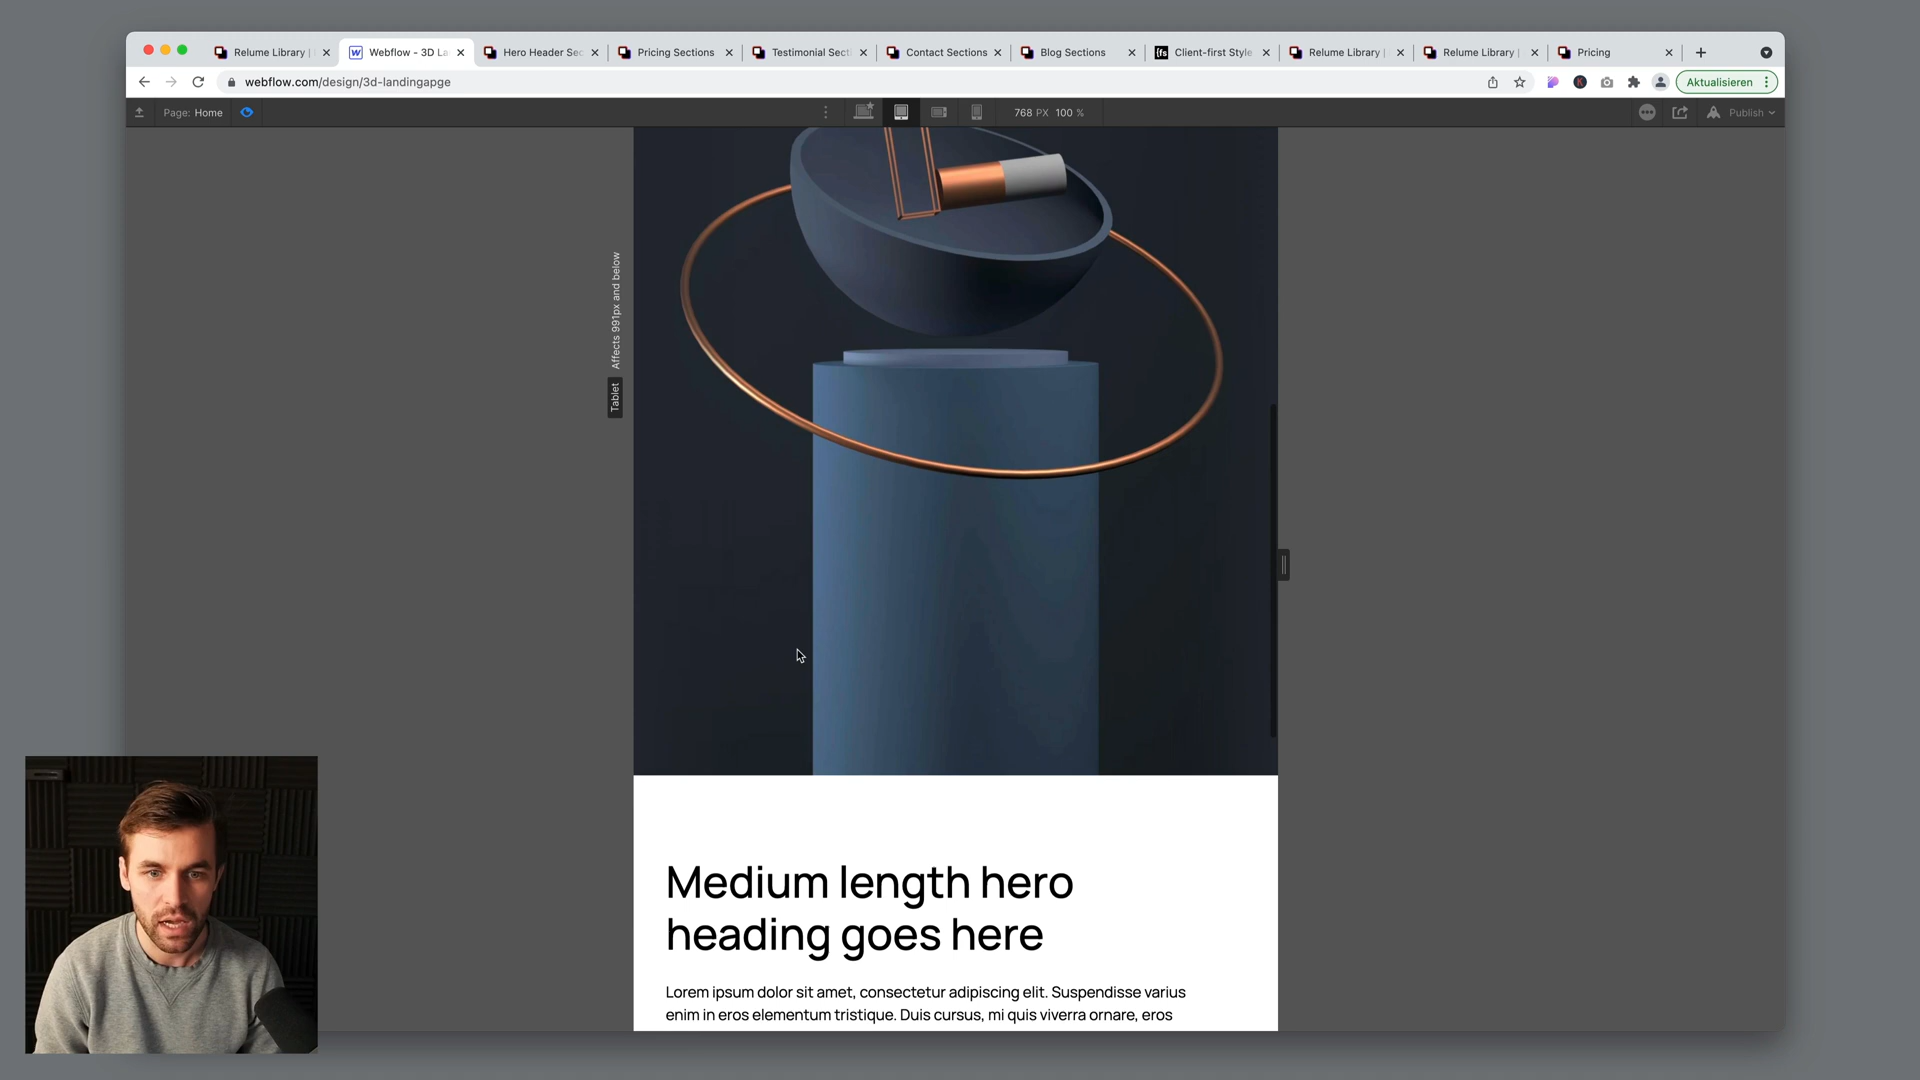 Relume Library |
Webflow - 3D La
Hero Header Sec
Pricing Sections
Testimonial Secti
Contact Sections
Blog Sections
Client-first Style
Relume Library |
Relume Library |
Pricing
webflow.com/design/3d-landingapge
Aktualisieren
Page: Home
768 PX 100 %
Publish
Tablet Affects 991px and below
Medium length hero
heading goes here
Lorem ipsum dolor sit amet, consectetur adipiscing elit. Suspendisse varius
enim in eros elementum tristique. Duis cursus, mi quis viverra ornare, eros